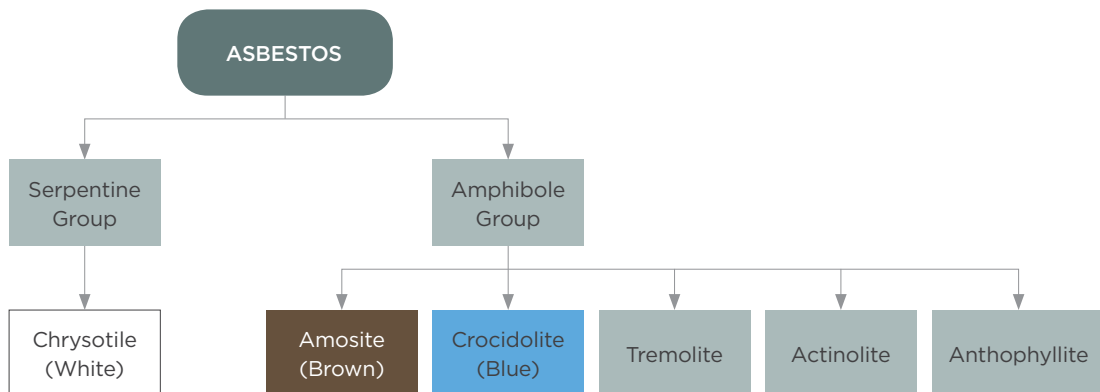 ASBESTOS
Serpentine
Group
Amphibole
Group
Chrysotile
(White)
Amosite
(Brown)
Crocidolite
(Blue)
Tremolite
Actinolite
Anthophyllite